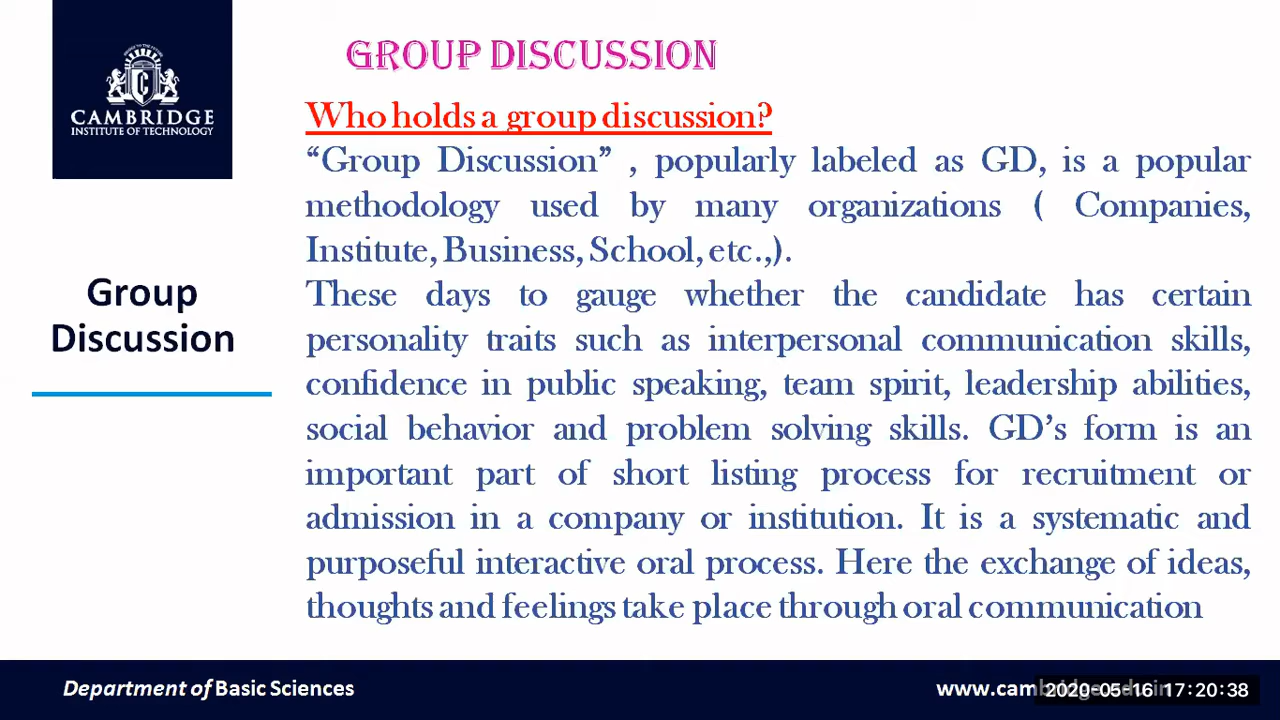 CAMBRIDGE
INSTITUTE OF TECHNOLOGY
Group
Discussion
GROUP DISCUSSION
Who holds a group discussion?
“Group Discussion” , popularly labeled as GD, is a popular
methodology used by many organizations ( Companies,
Institute, Business, School, etc.,).
These days to gauge whether the candidate has certain
personality traits such as interpersonal communication skills,
confidence in public speaking, team spirit, leadership abilities,
social behavior and problem solving skills. GD’s form is an
important part of short listing process for recruitment or
admission in a company or institution. It is a systematic and
purposeful interactive oral process. Here the exchange of ideas,
thoughts and feelings take place through oral communication
Department of Basic Sciences
2020-05-16 17:20:38